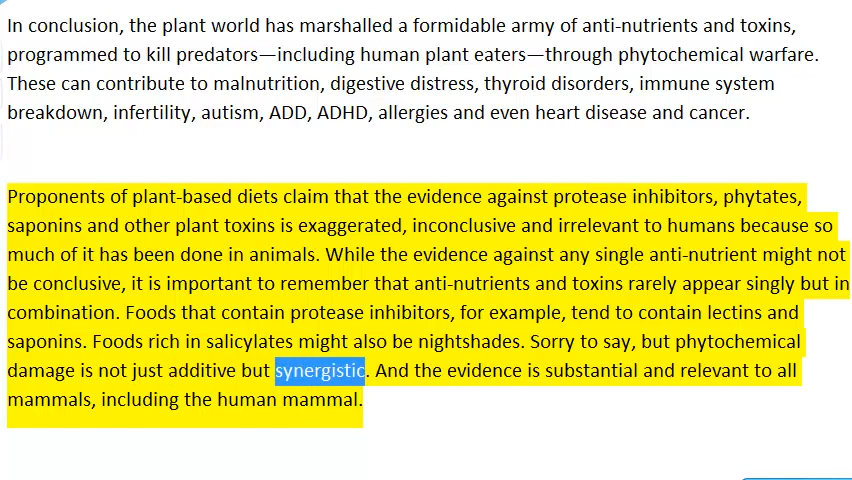 In conclusion, the plant world has marshalled a formidable army of anti-nutrients and toxins,
programmed to kill predators—including human plant eaters—through phytochemical warfare.
These can contribute to malnutrition, digestive distress, thyroid disorders, immune system
breakdown, infertility, autism, ADD, ADHD, allergies and even heart disease and cancer.
Proponents of plant-based diets claim that the evidence against protease inhibitors, phytates,
saponins and other plant toxins is exaggerated, inconclusive and irrelevant to humans because so
much of it has been done in animals. While the evidence against any single anti-nutrient might not
be conclusive, it is important to remember that anti-nutrients and toxins rarely appear singly but in
combination. Foods that contain protease inhibitors, for example, tend to contain lectins and
saponins. Foods rich in salicylates might also be nightshades. Sorry to say, but phytochemical
damage is not just additive but synergistic. And the evidence is substantial and relevant to all
mammals, including the human mammal.